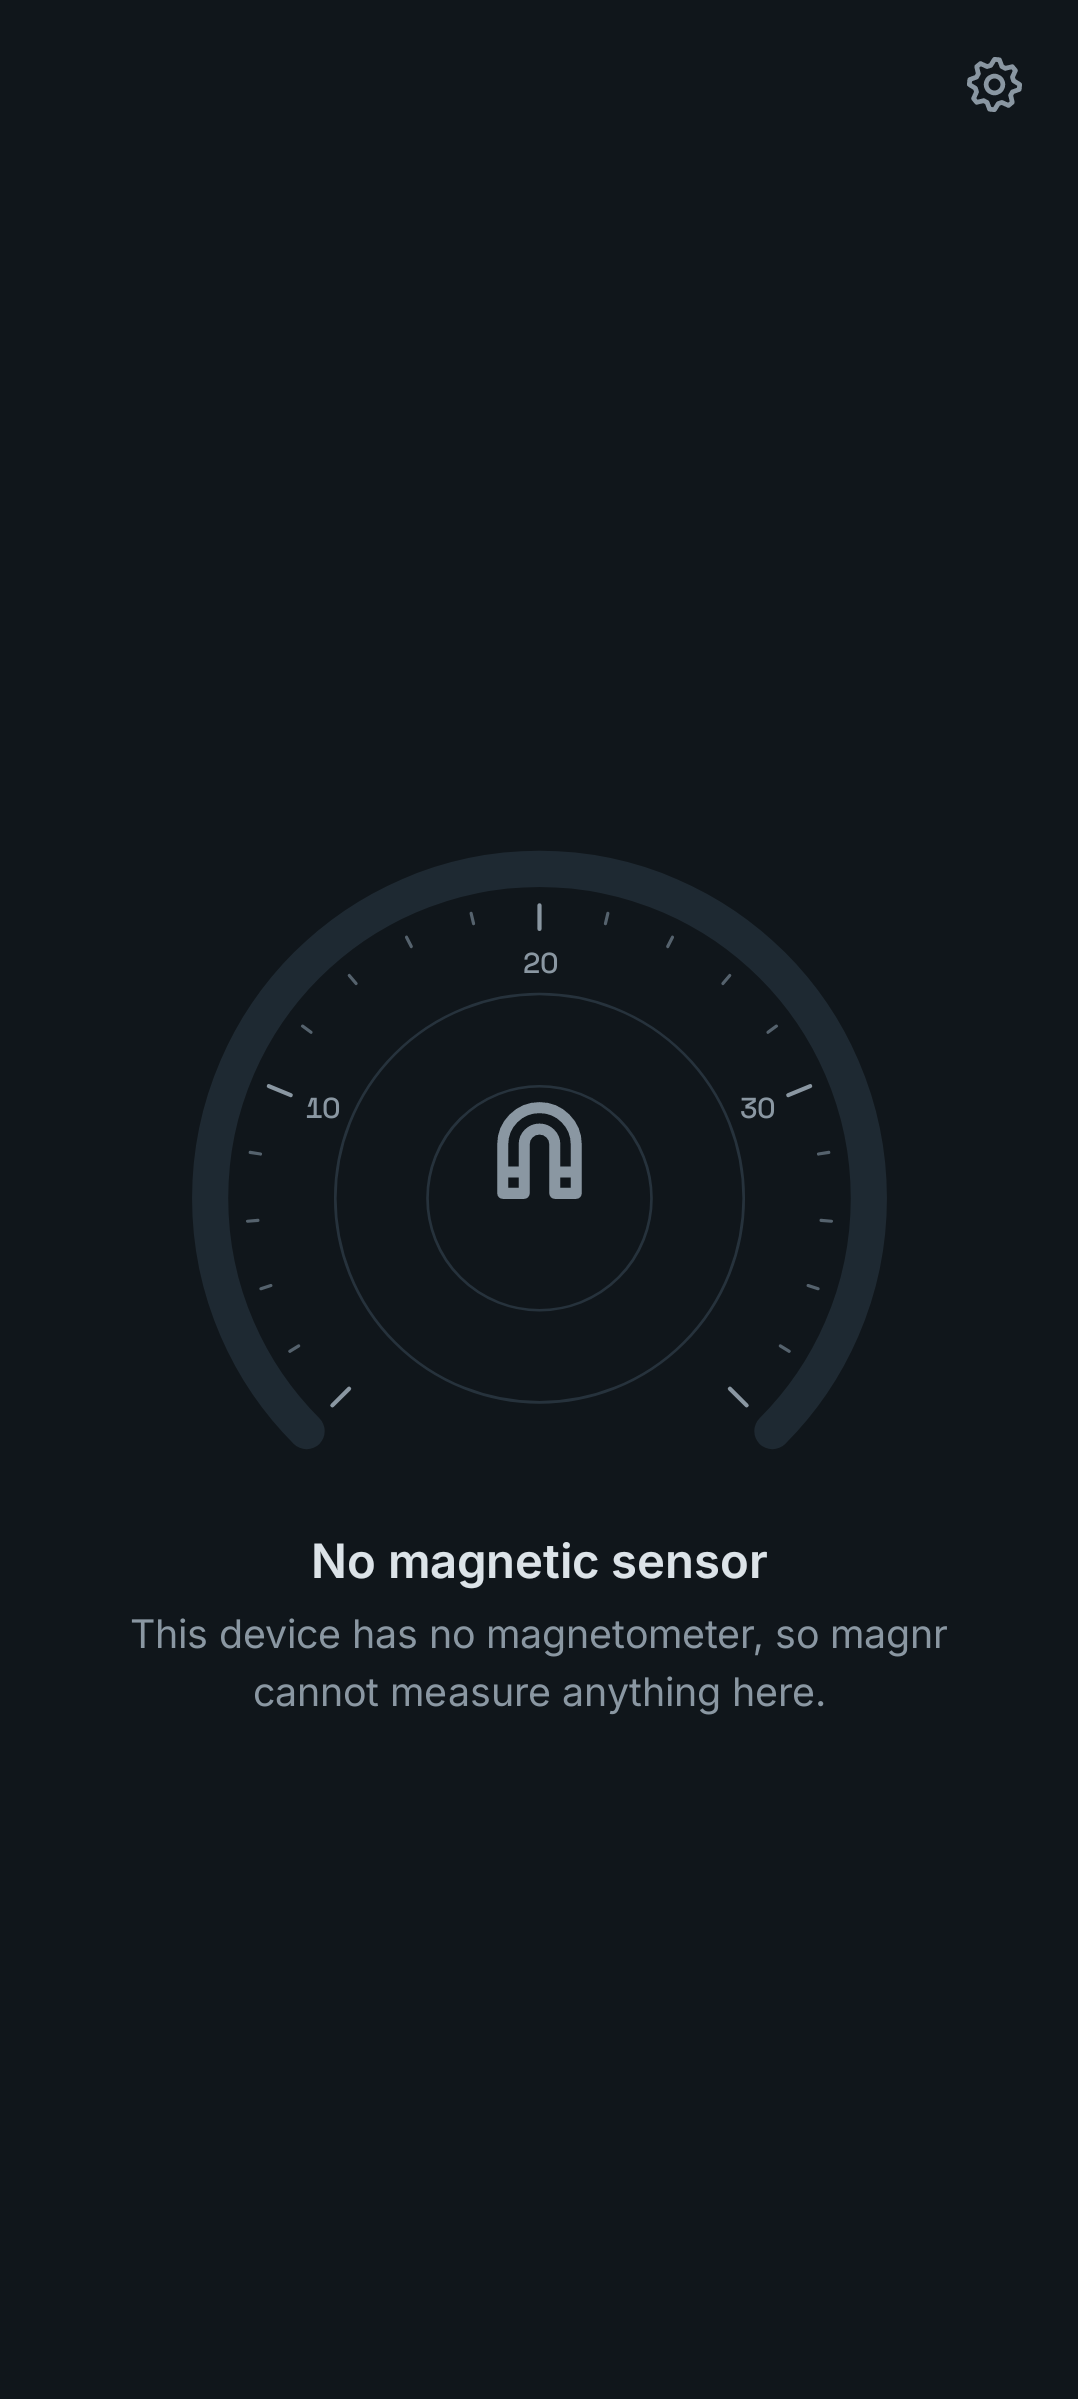 20
10
30
No magnetic sensor
This device has no magnetometer, so magnr
cannot measure anything here.